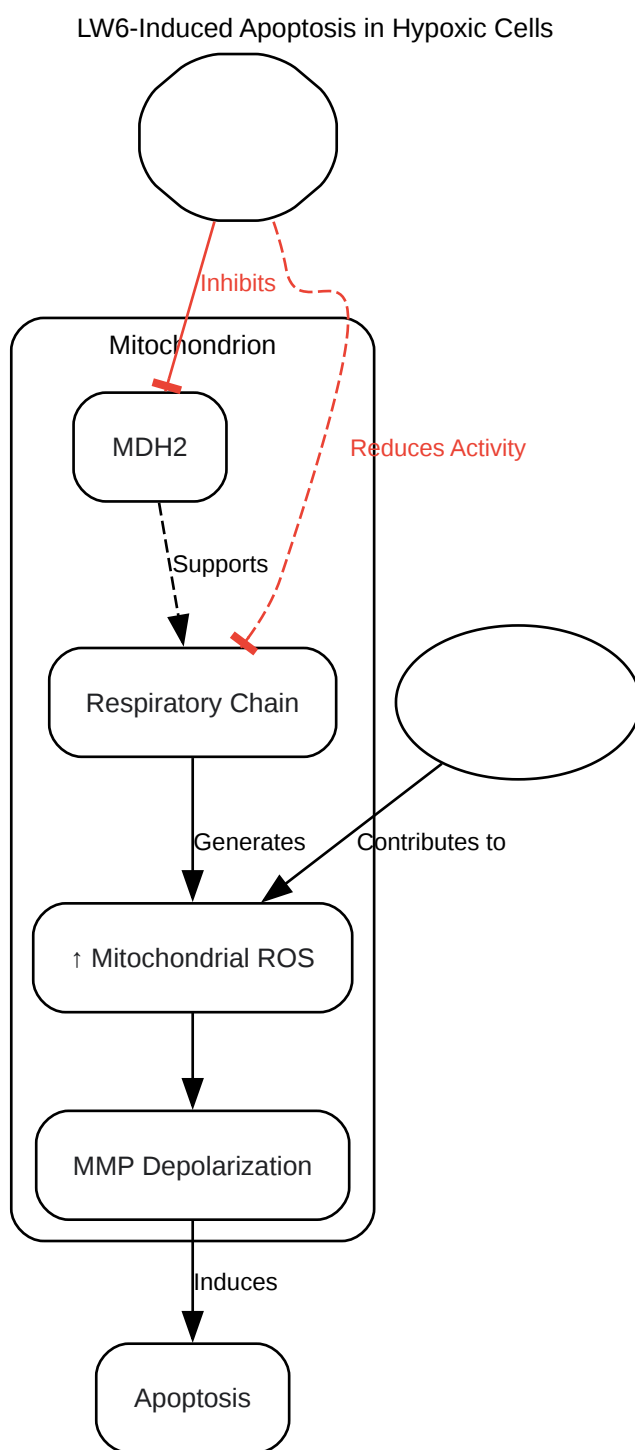 LW6-Induced Apoptosis in Hypoxic Cells
Inhibits
Mitochondrion
MDH2
Reduces Activity
Supports
Respiratory Chain
Generates
Contributes to
↑ Mitochondrial ROS
MMP Depolarization
Induces
Apoptosis